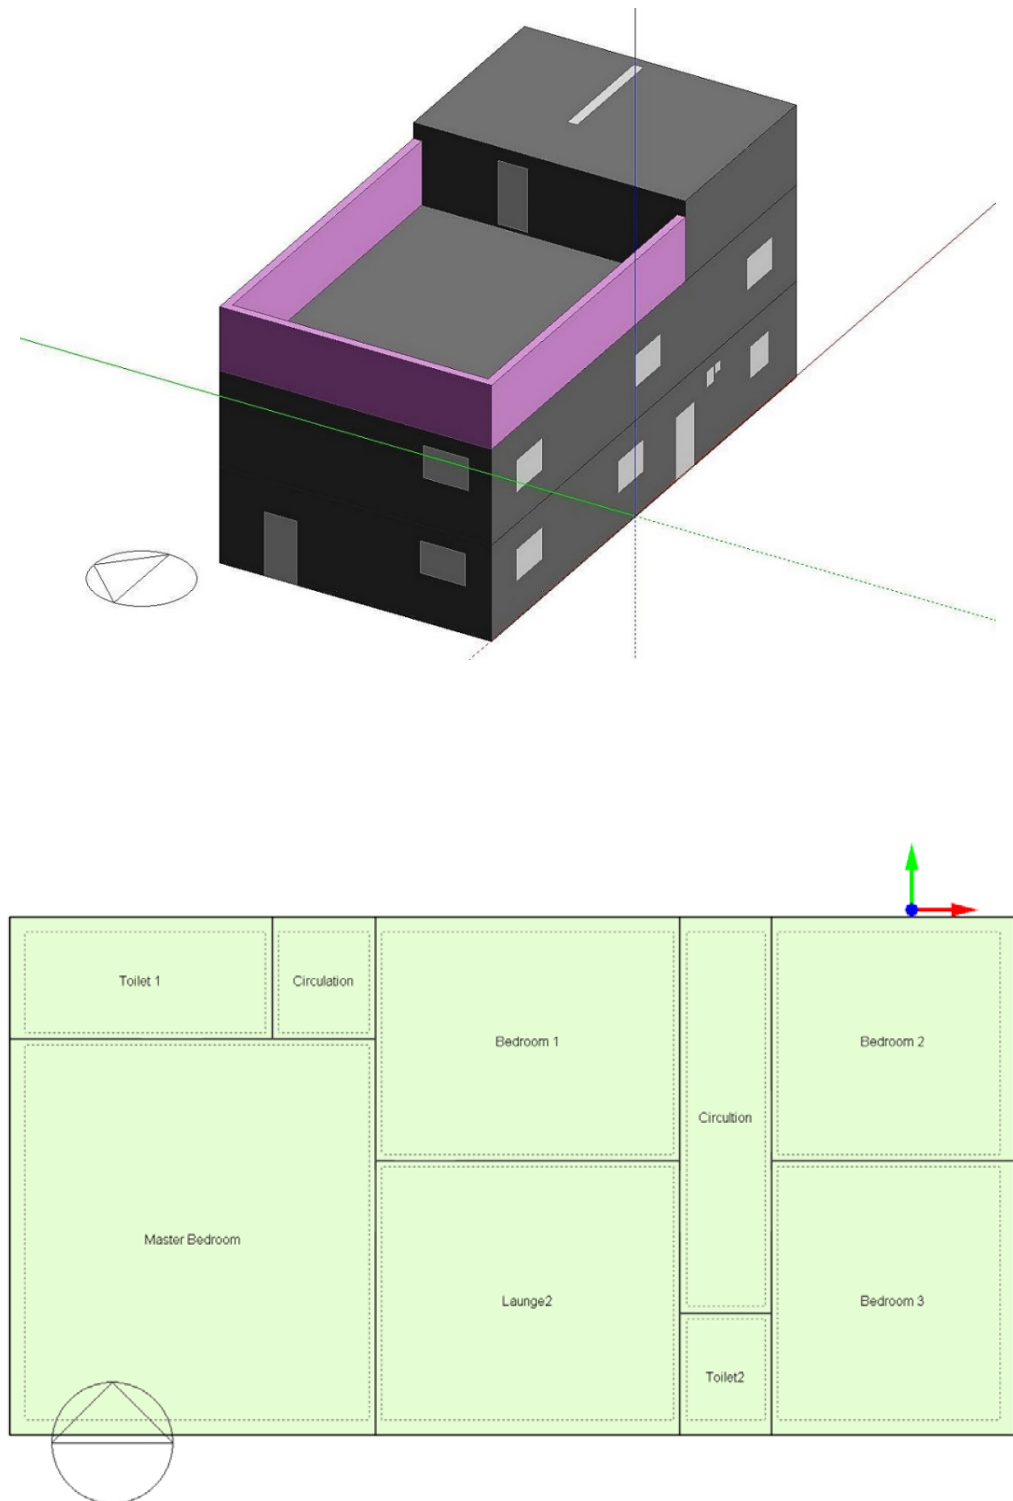 Toilet 1
Circulation
Bedroom 1
Bedroom 2
Circultion
Master Bedroom
Launge2
Bedroom 3
Toilet2